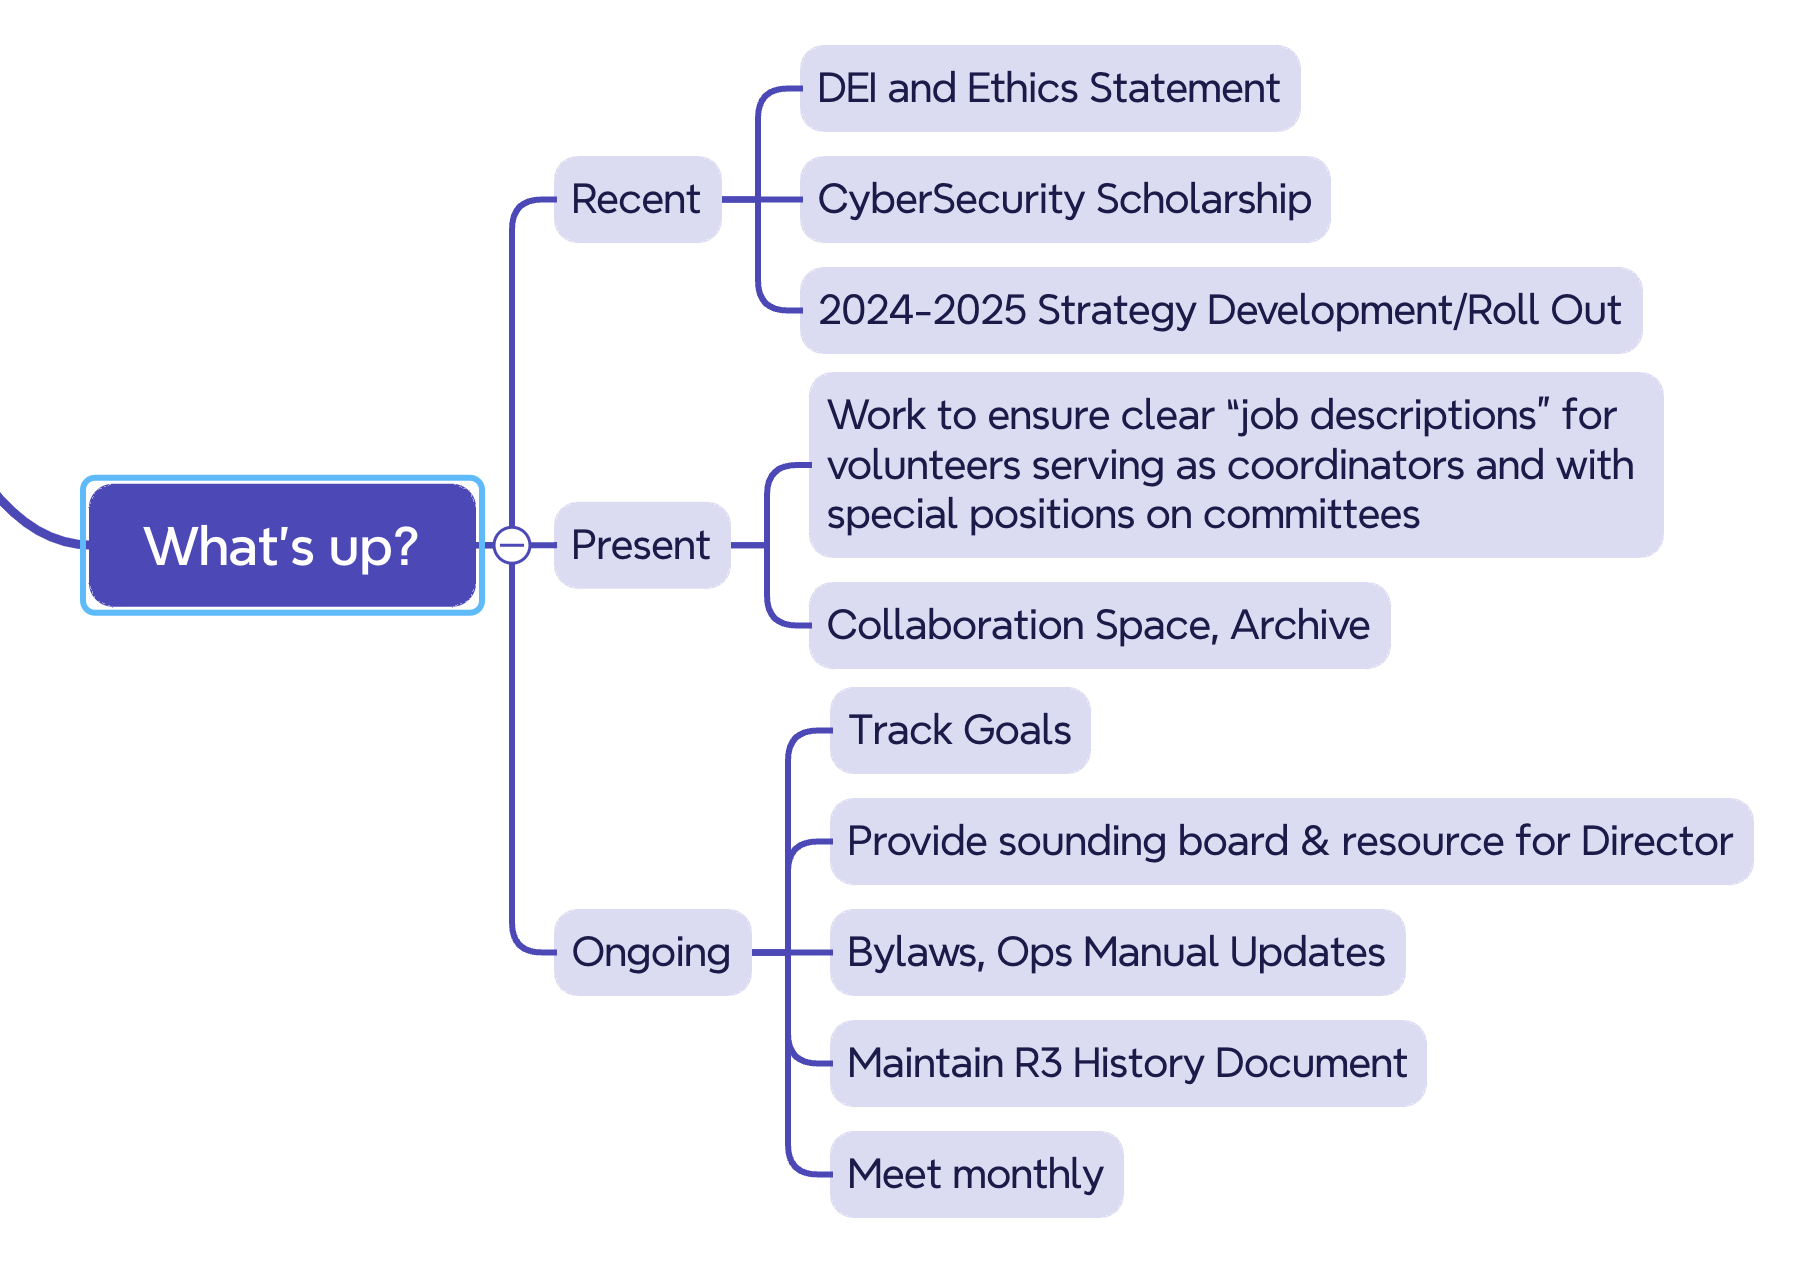 What's up?
Recent
DEI and Ethics Statement
CyberSecurity Scholarship
2024-2025 Strategy Development/Roll Out
Present
Work to ensure clear “job descriptions” for
volunteers serving as coordinators and with
special positions on committees
Collaboration Space, Archive
Ongoing
Track Goals
Provide sounding board & resource for Director
Bylaws, Ops Manual Updates
Maintain R3 History Document
Meet monthly